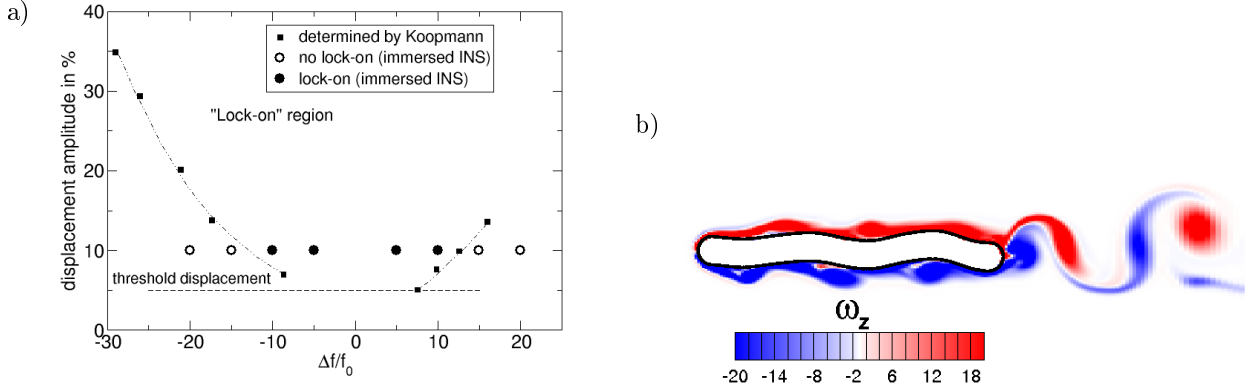 a)
40
30
20
10
0
displacement amplitude in %
determined by Koopmann
no lock-on (immersed INS)
lock-on (immersed INS)
"Lock-on" region
threshold displacement
-30 -20 -10 0 10 20
Δf/f₀
b)
ω_z
-20 -14 -8 -2 6 12 18